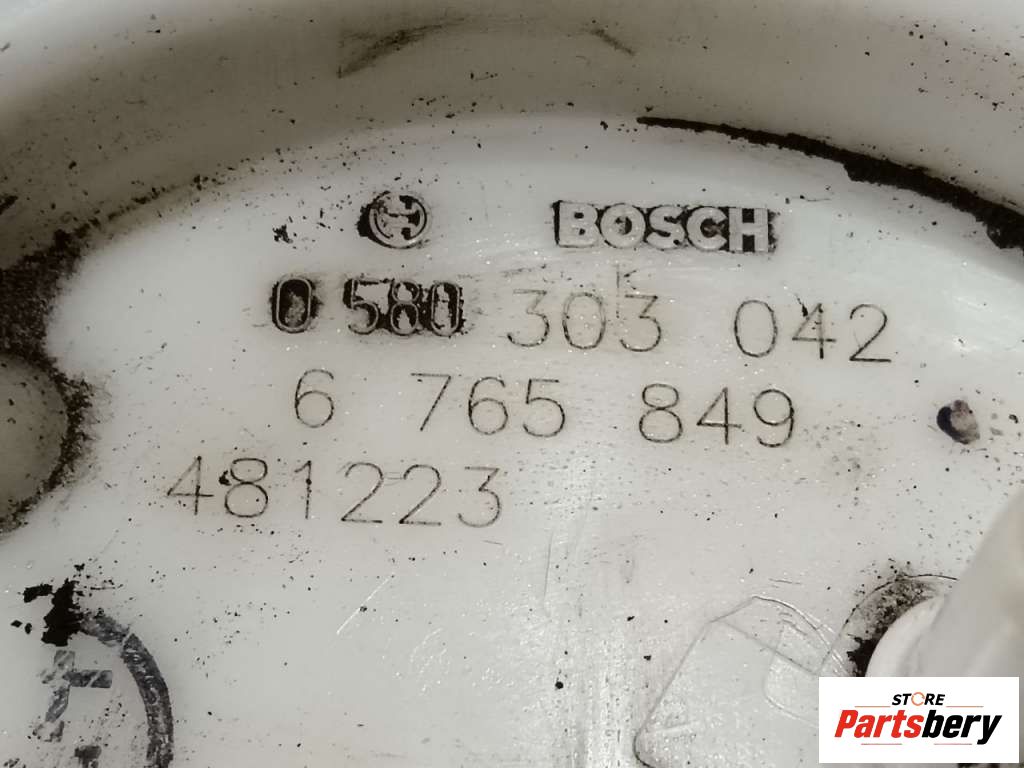 BOSCH
0 580 303 042
6 765 849
481223
STORE
Partsbery